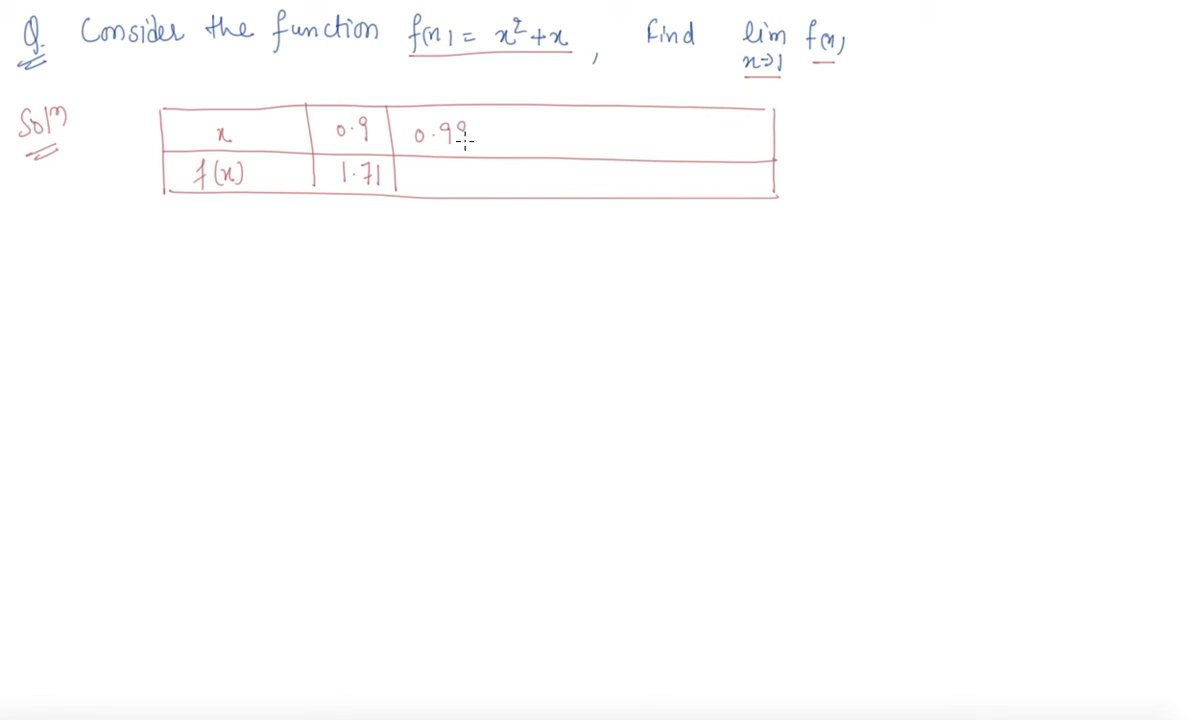 Q. Consider the function f(x) = x² + x , find lim f(x)
x→1
Soln
x 0.9 0.99
f(x) 1.71